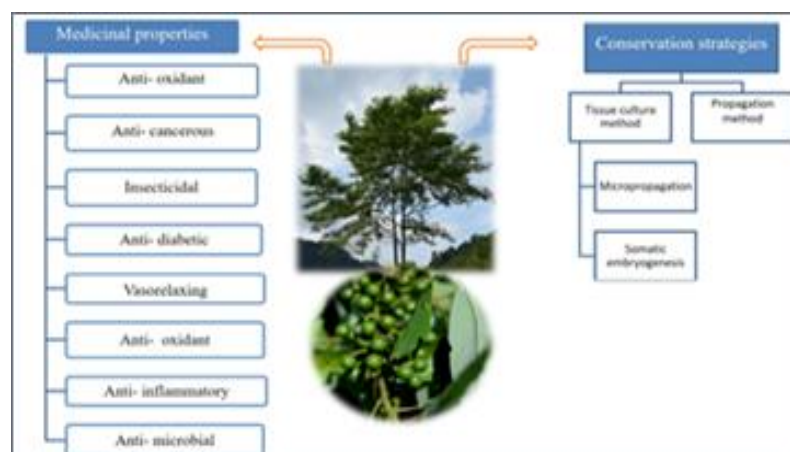 Medicinal properties
Anti- oxidant
Anti- cancerous
Insecticidal
Anti- diabetic
Vasorelaxing
Anti- oxidant
Anti- inflammatory
Anti- microbial
Conservation strategies
Tissue culture
method
Propagation
method
Micropropagation
Somatic
embryogenesis